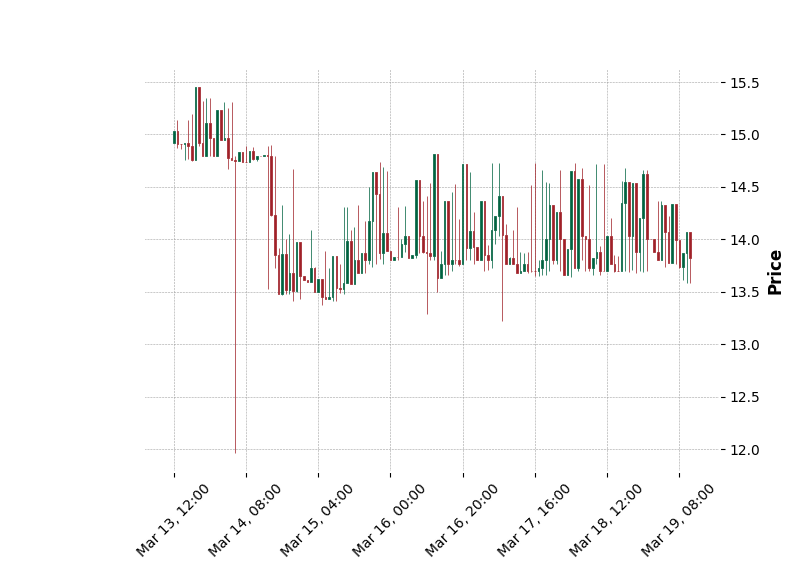 15.5
15.0
14.5
14.0
13.5
13.0
12.5
12.0
Price
Mar 13, 12:00
Mar 14, 08:00
Mar 15, 04:00
Mar 16, 00:00
Mar 16, 20:00
Mar 17, 16:00
Mar 18, 12:00
Mar 19, 08:00